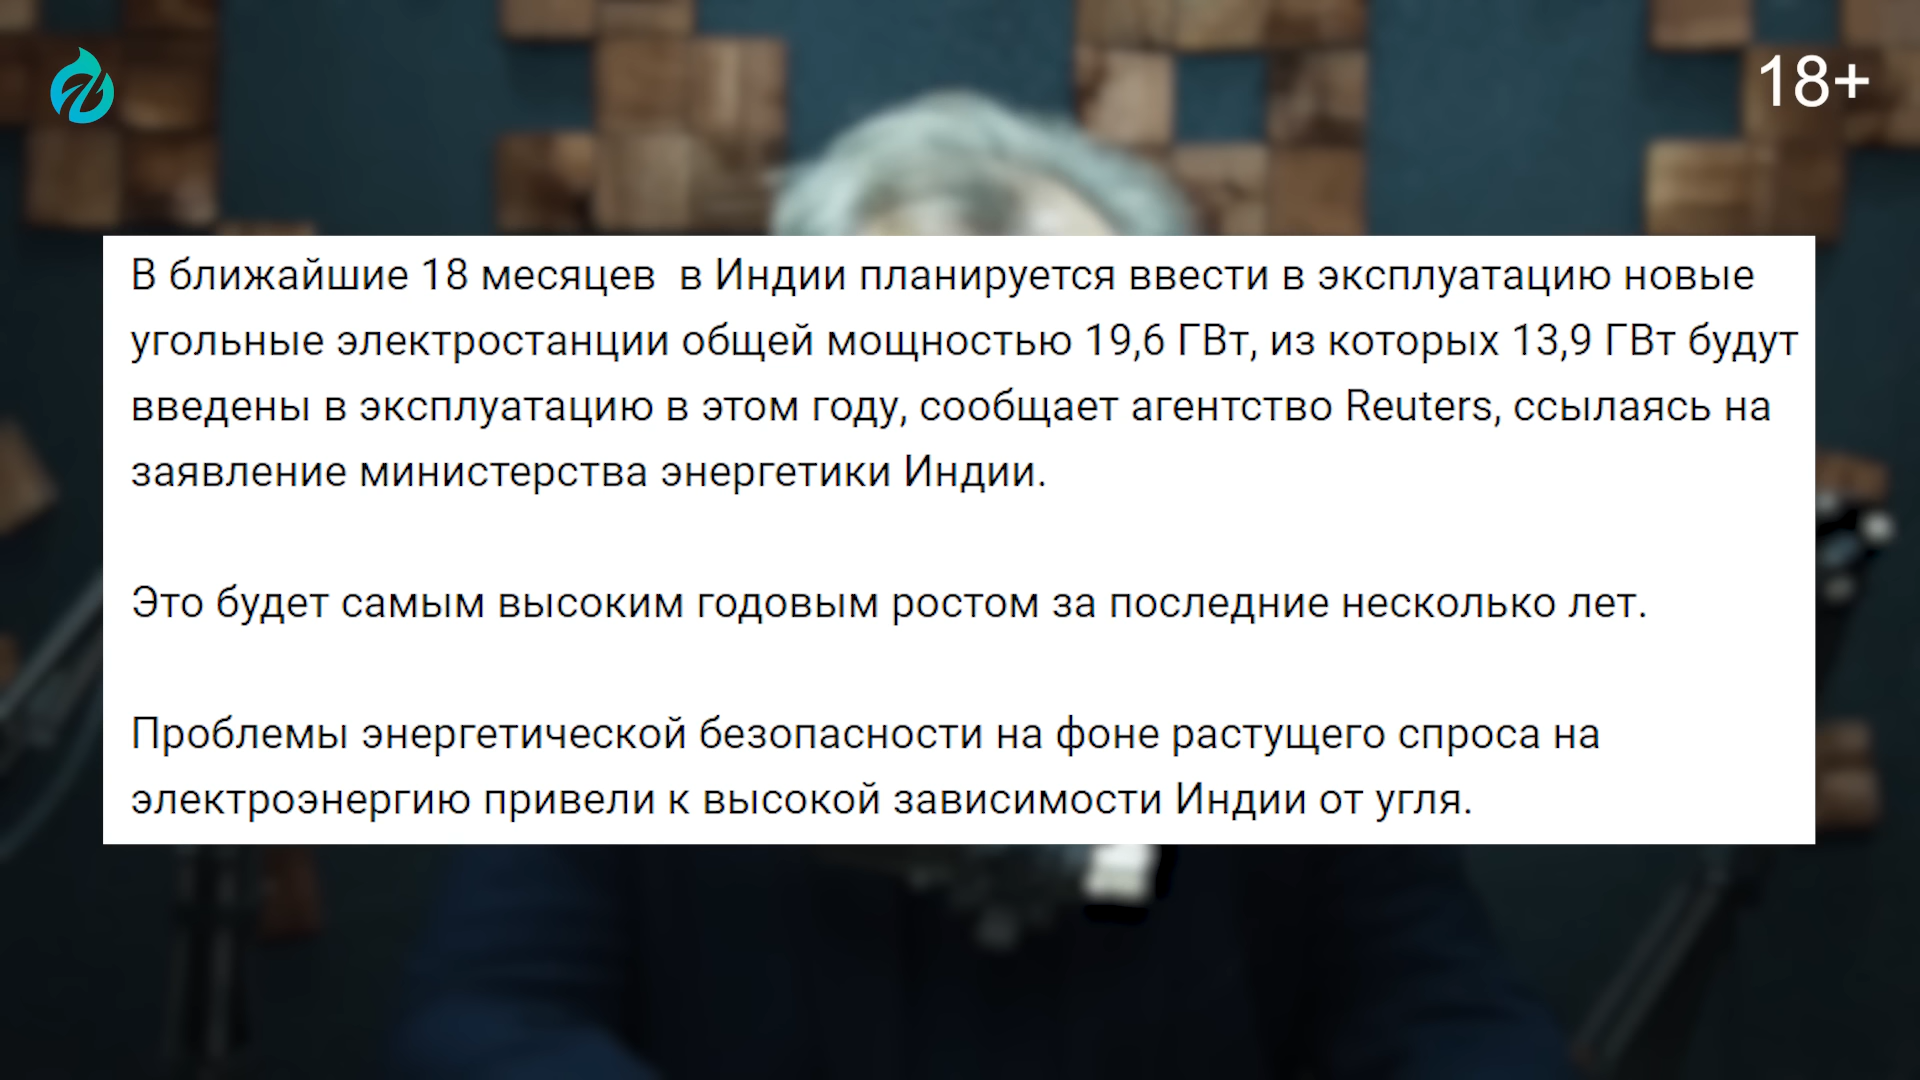 18+
В ближайшие 18 месяцев  в Индии планируется ввести в эксплуатацию новые
угольные электростанции общей мощностью 19,6 ГВт, из которых 13,9 ГВт будут
введены в эксплуатацию в этом году, сообщает агентство Reuters, ссылаясь на
заявление министерства энергетики Индии.
Это будет самым высоким годовым ростом за последние несколько лет.
Проблемы энергетической безопасности на фоне растущего спроса на
электроэнергию привели к высокой зависимости Индии от угля.